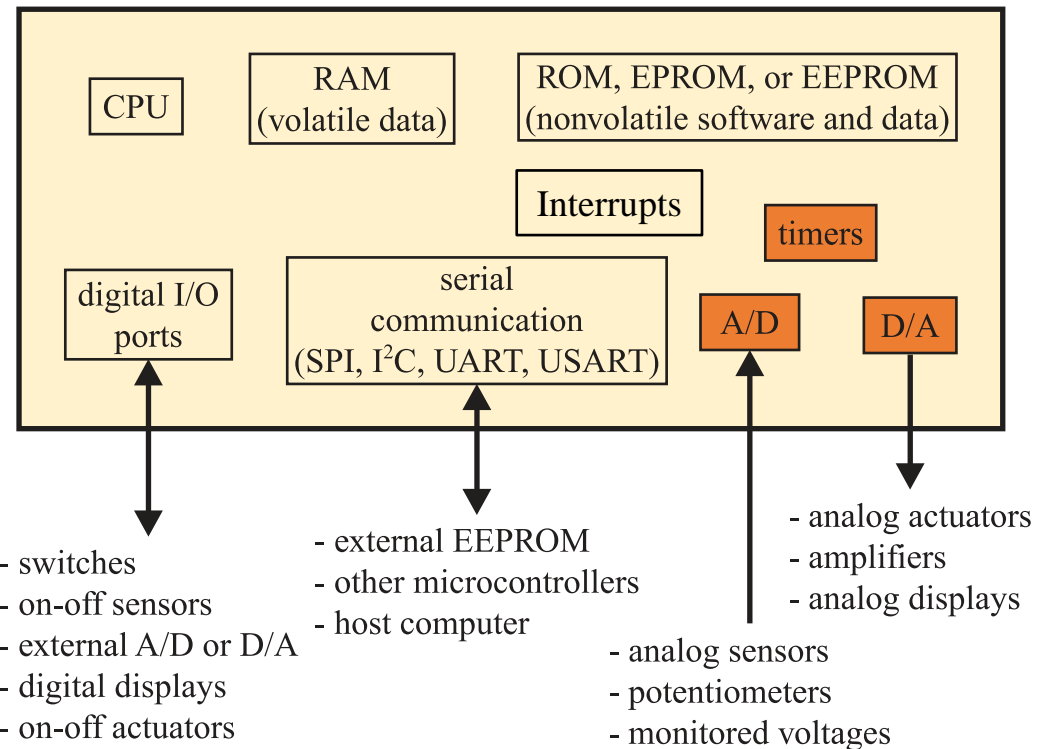 CPU
RAM
(volatile data)
ROM, EPROM, or EEPROM
(nonvolatile software and data)
Interrupts
timers
digital I/O
ports
serial
communication
(SPI, I²C, UART, USART)
A/D
D/A
- switches
- on-off sensors
- external A/D or D/A
- digital displays
- on-off actuators
- external EEPROM
- other microcontrollers
- host computer
- analog sensors
- potentiometers
- monitored voltages
- analog actuators
- amplifiers
- analog displays